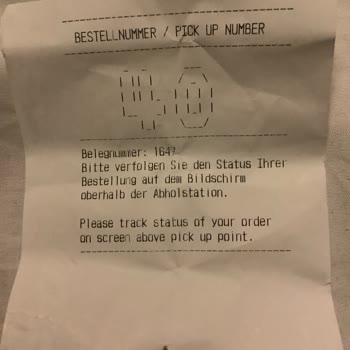 BESTELLNUMMER / PICK UP NUMBER
40
Belegnummer: 1647
Bitte verfolgen Sie den Status Ihrer
Bestellung auf dem Bildschirm
oberhalb der Abholstation.
Please track status of your order
on screen above pick up point.